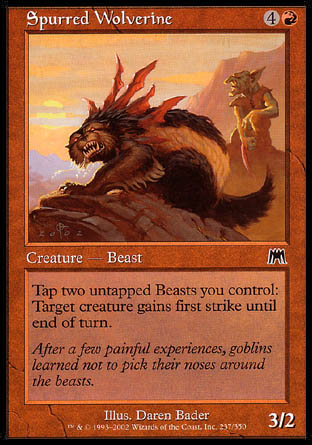 Spurred Wolverine 4
2002
Creature — Beast
Tap two untapped Beasts you control:
Target creature gains first strike until
end of turn.
After a few painful experiences, goblins
learned not to pick their noses around
the beasts.
Illus. Daren Bader
™ & © 1993–2002 Wizards of the Coast, Inc. 237/350
3/2